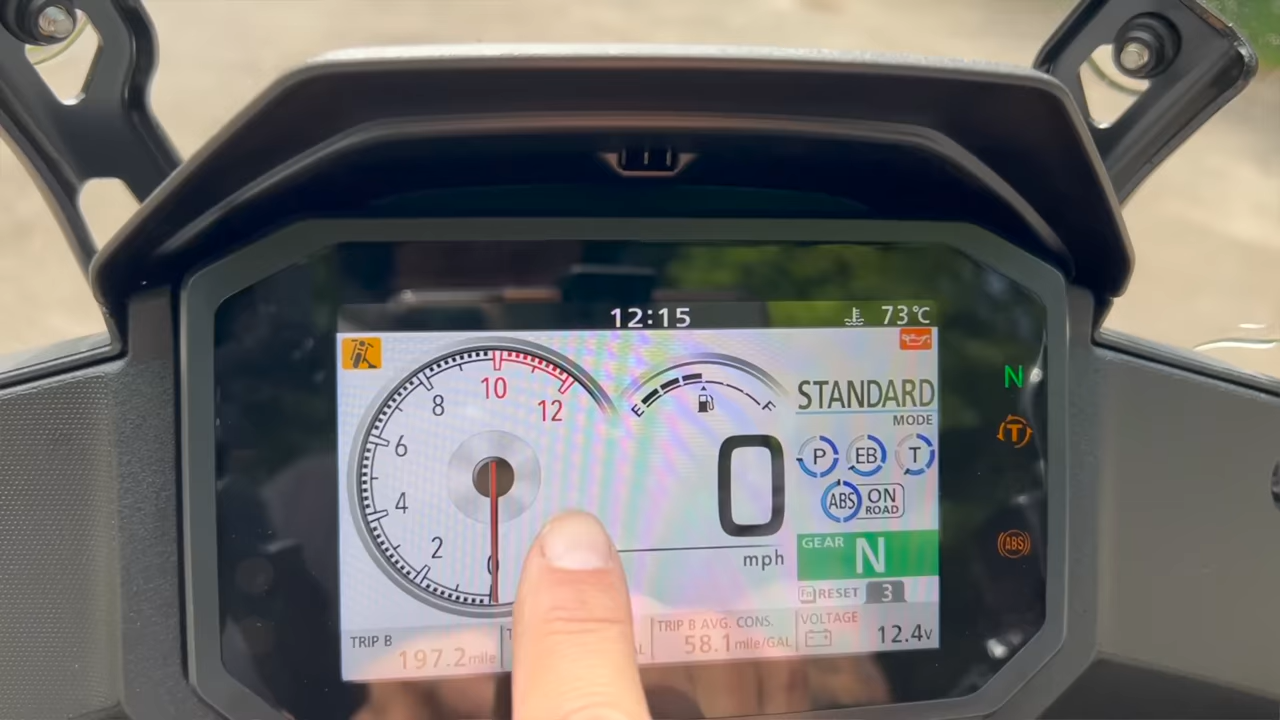 12:15
73℃
10
12
8
6
4
2
0
E
F
STANDARD
MODE
P
EB
T
ABS
ON
ROAD
0
mph
GEAR
N
Fn RESET
3
TRIP B
197.2 mile
TRIP B AVG. CONS.
58.1 mile/GAL
VOLTAGE
12.4v
N
T
ABS